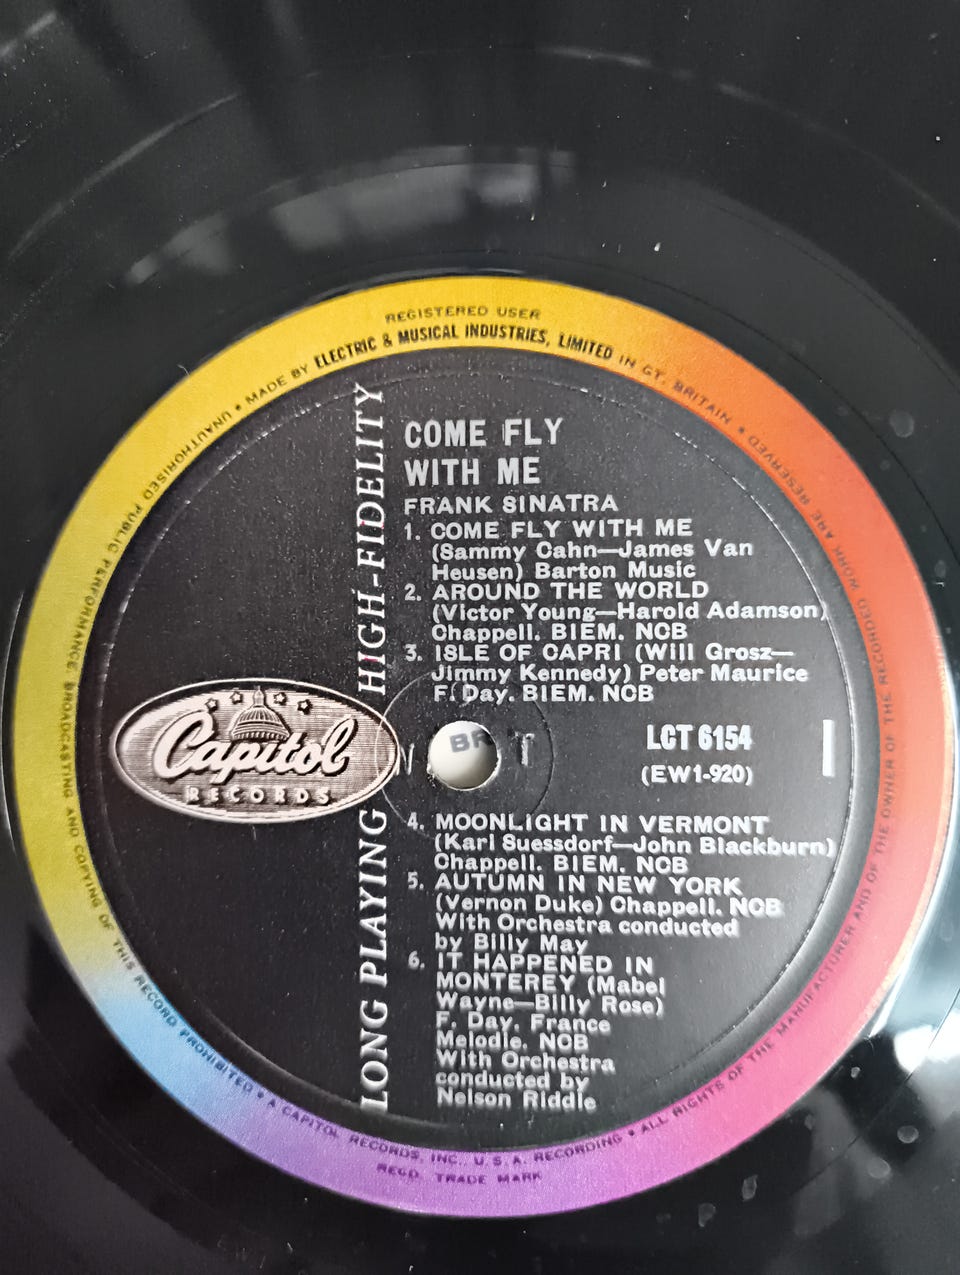 REGISTERED USER
MADE BY ELECTRIC & MUSICAL INDUSTRIES, LIMITED IN GT. BRITAIN • ALL RIGHTS OF THE MANUFACTURER AND OF THE OWNER OF THE RECORDED WORK ARE RESERVED •
UNAUTHORISED PUBLIC PERFORMANCE BROADCASTING AND COPYING OF THIS RECORD PROHIBITED • A CAPITOL RECORDS, INC., U.S.A. RECORDING •
REGD. TRADE MARK
LONG PLAYING HIGH-FIDELITY
Capitol
RECORDS
COME FLY
WITH ME
FRANK SINATRA
1. COME FLY WITH ME
(Sammy Cahn—James Van
Heusen) Barton Music
2. AROUND THE WORLD
(Victor Young—Harold Adamson)
Chappell. BIEM. NCB
3. ISLE OF CAPRI (Will Grosz—
Jimmy Kennedy) Peter Maurice
F. Day. BIEM. NCB
LCT 6154
(EW1-920)
1
4. MOONLIGHT IN VERMONT
(Karl Suessdorf—John Blackburn)
Chappell. BIEM. NCB
5. AUTUMN IN NEW YORK
(Vernon Duke) Chappell. NCB
With Orchestra conducted
by Billy May
6. IT HAPPENED IN
MONTEREY (Mabel
Wayne—Billy Rose)
F. Day. France
Melodie. NCB
With Orchestra
conducted by
Nelson Riddle